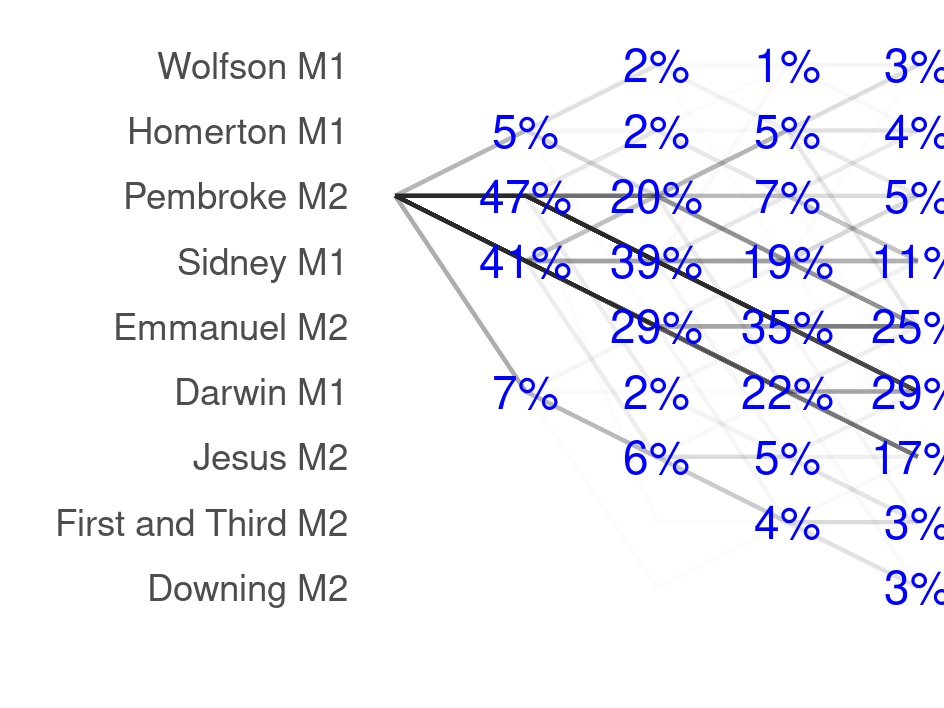 Wolfson M1 2% 1% 3%
Homerton M1 5% 2% 5% 4%
Pembroke M2 47% 20% 7% 5%
Sidney M1 41% 39% 19% 11%
Emmanuel M2 29% 35% 25%
Darwin M1 7% 2% 22% 29%
Jesus M2 6% 5% 17%
First and Third M2 4% 3%
Downing M2 3%